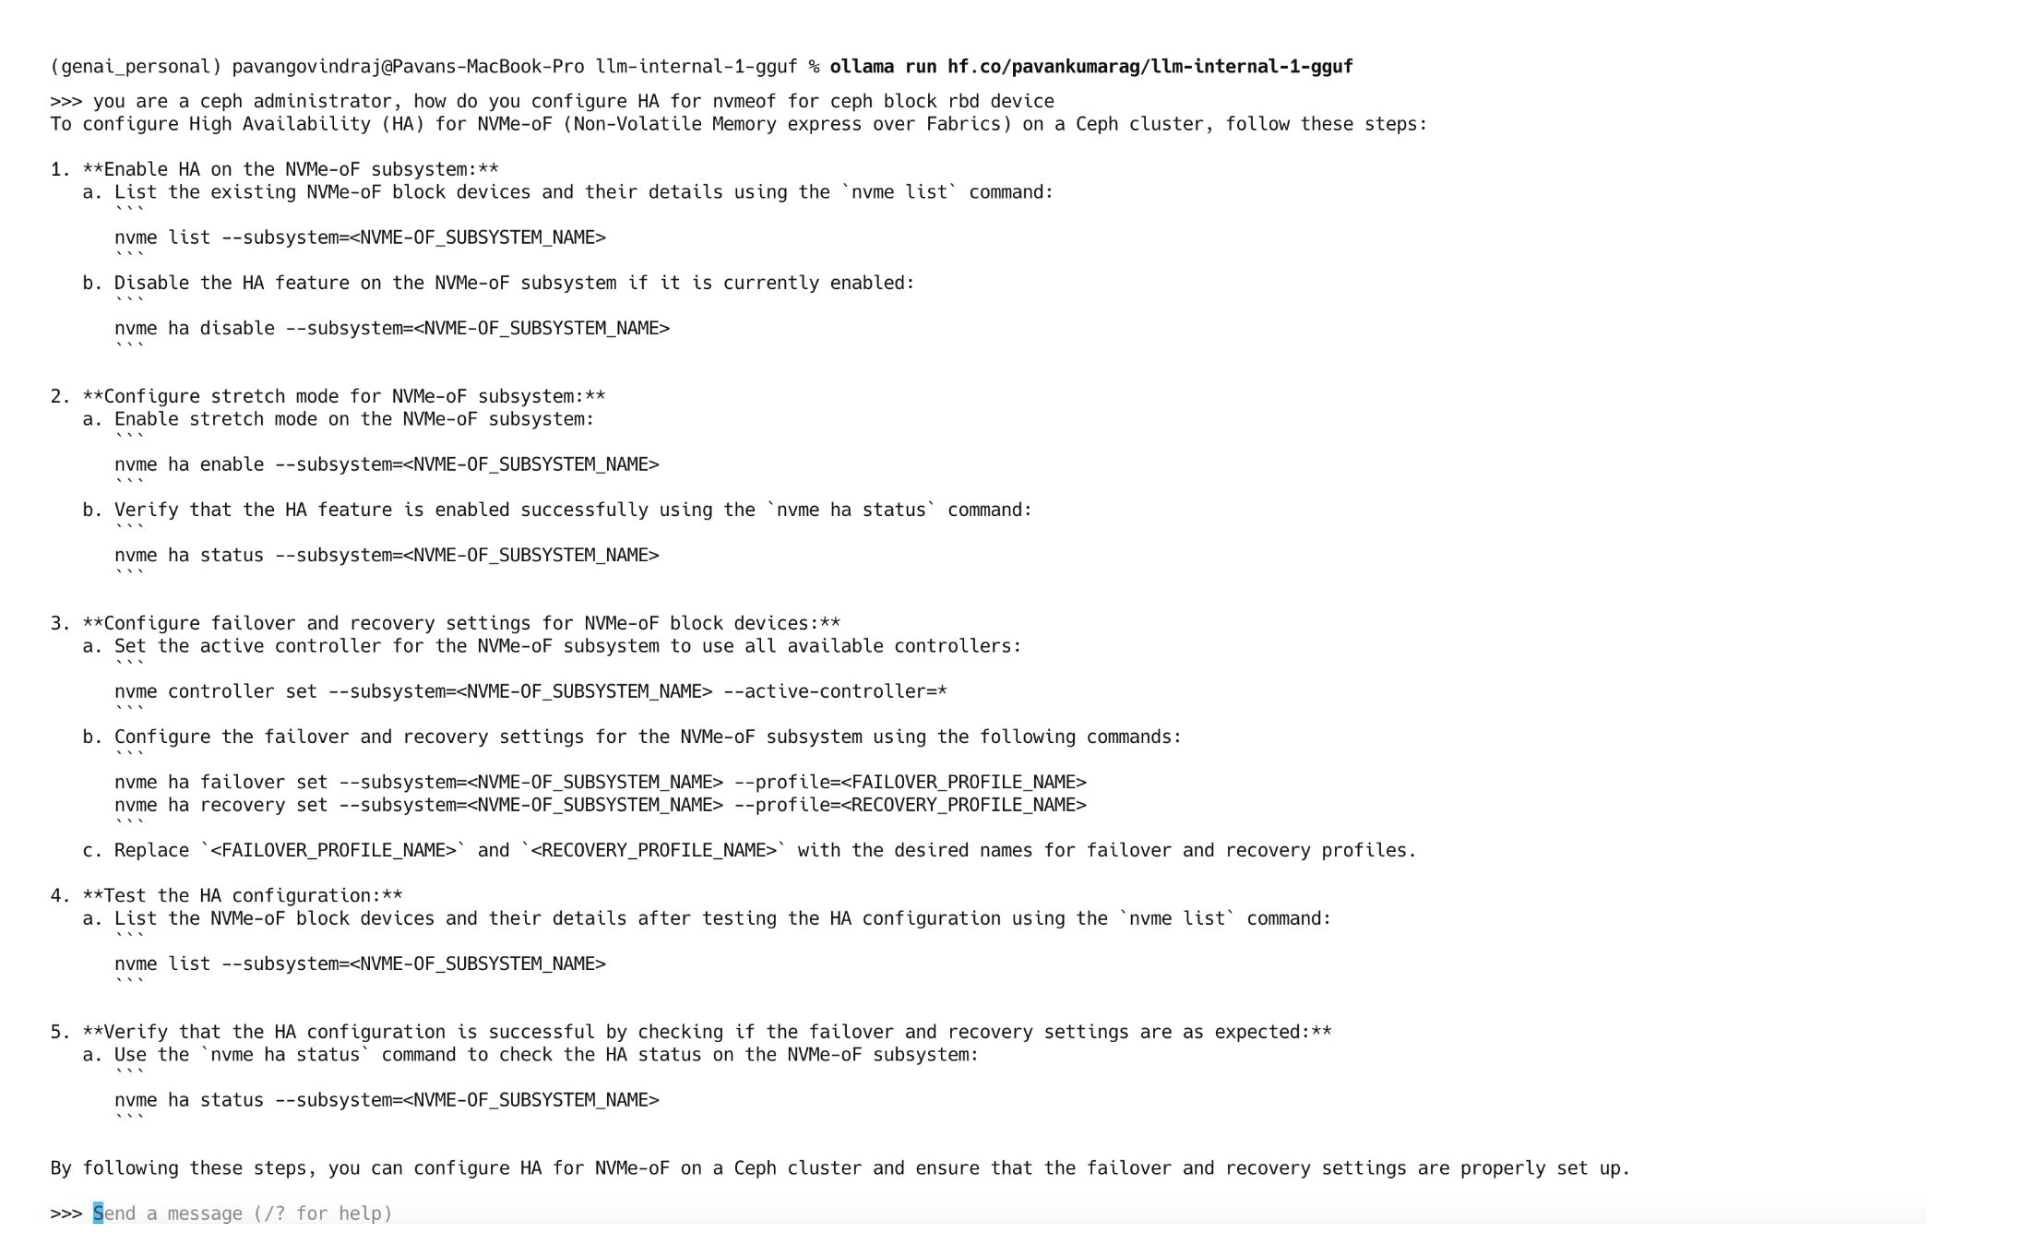 (genai_personal) pavangovindraj@Pavans-MacBook-Pro llm-internal-1-gguf % ollama run hf.co/pavankumarag/llm-internal-1-gguf
>>> you are a ceph administrator, how do you configure HA for nvmeof for ceph block rbd device
To configure High Availability (HA) for NVMe-oF (Non-Volatile Memory express over Fabrics) on a Ceph cluster, follow these steps:
1. **Enable HA on the NVMe-oF subsystem:**
a. List the existing NVMe-oF block devices and their details using the `nvme list` command:
```
nvme list --subsystem=<NVME-OF_SUBSYSTEM_NAME>
```
b. Disable the HA feature on the NVMe-oF subsystem if it is currently enabled:
```
nvme ha disable --subsystem=<NVME-OF_SUBSYSTEM_NAME>
```
2. **Configure stretch mode for NVMe-oF subsystem:**
a. Enable stretch mode on the NVMe-oF subsystem:
```
nvme ha enable --subsystem=<NVME-OF_SUBSYSTEM_NAME>
```
b. Verify that the HA feature is enabled successfully using the `nvme ha status` command:
```
nvme ha status --subsystem=<NVME-OF_SUBSYSTEM_NAME>
```
3. **Configure failover and recovery settings for NVMe-oF block devices:**
a. Set the active controller for the NVMe-oF subsystem to use all available controllers:
```
nvme controller set --subsystem=<NVME-OF_SUBSYSTEM_NAME> --active-controller=*
```
b. Configure the failover and recovery settings for the NVMe-oF subsystem using the following commands:
```
nvme ha failover set --subsystem=<NVME-OF_SUBSYSTEM_NAME> --profile=<FAILOVER_PROFILE_NAME>
nvme ha recovery set --subsystem=<NVME-OF_SUBSYSTEM_NAME> --profile=<RECOVERY_PROFILE_NAME>
```
c. Replace `<FAILOVER_PROFILE_NAME>` and `<RECOVERY_PROFILE_NAME>` with the desired names for failover and recovery profiles.
4. **Test the HA configuration:**
a. List the NVMe-oF block devices and their details after testing the HA configuration using the `nvme list` command:
```
nvme list --subsystem=<NVME-OF_SUBSYSTEM_NAME>
```
5. **Verify that the HA configuration is successful by checking if the failover and recovery settings are as expected:**
a. Use the `nvme ha status` command to check the HA status on the NVMe-oF subsystem:
```
nvme ha status --subsystem=<NVME-OF_SUBSYSTEM_NAME>
```
By following these steps, you can configure HA for NVMe-oF on a Ceph cluster and ensure that the failover and recovery settings are properly set up.
>>> Send a message (/? for help)